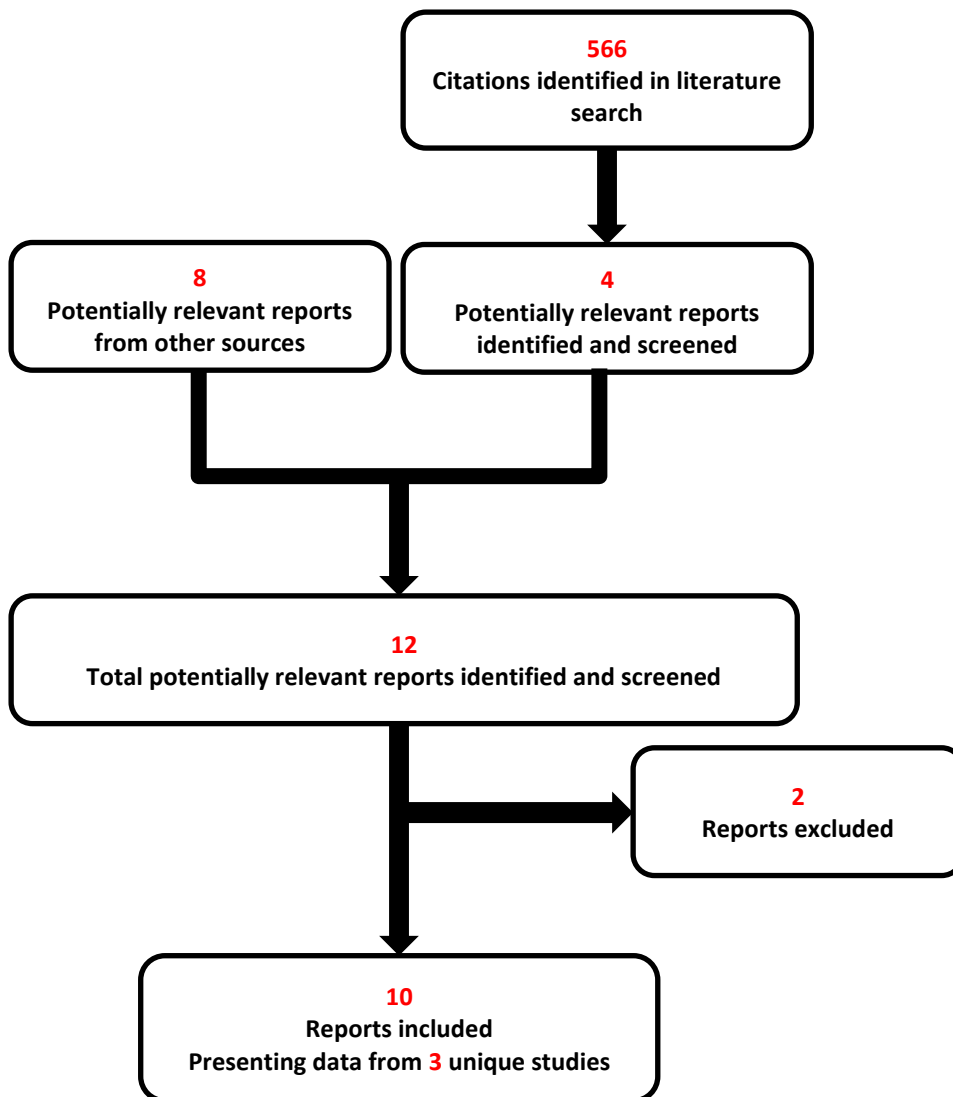 566
Citations identified in literature
search
8
Potentially relevant reports
from other sources
4
Potentially relevant reports
identified and screened
12
Total potentially relevant reports identified and screened
2
Reports excluded
10
Reports included
Presenting data from 3 unique studies